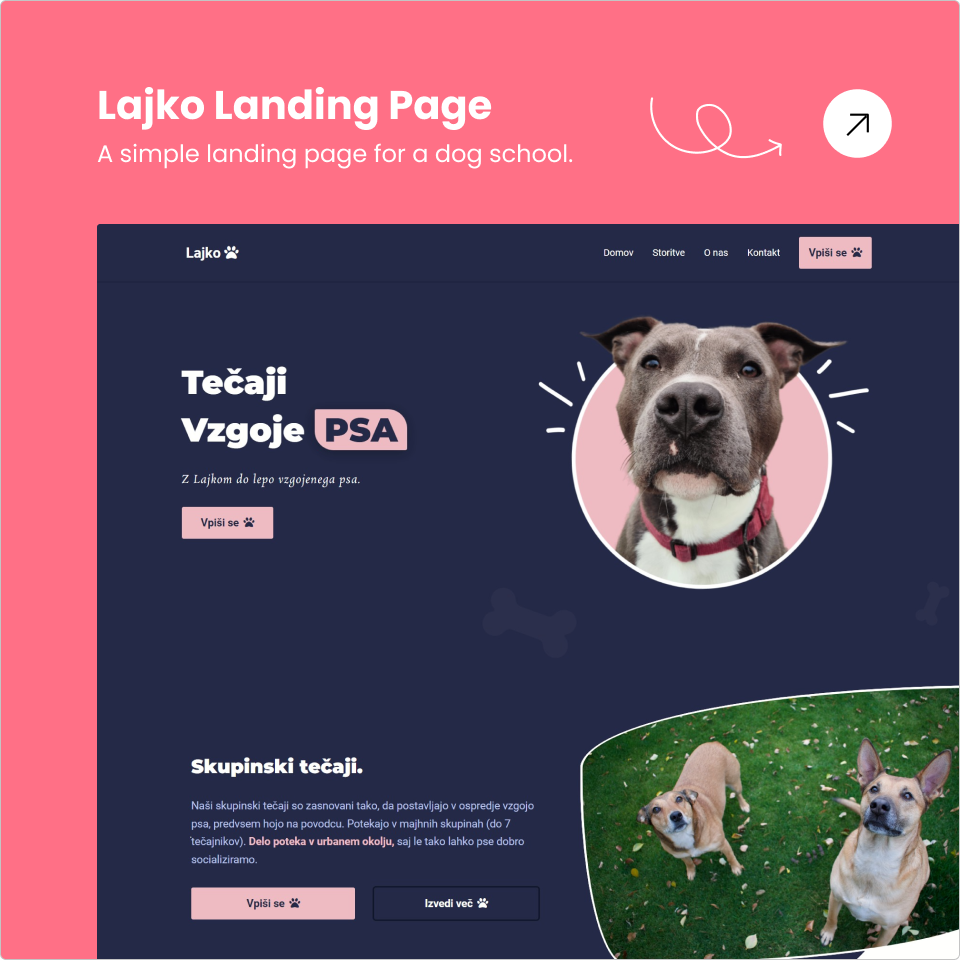 Lajko Landing Page
A simple landing page for a dog school.
Lajko
Domov Storitve O nas Kontakt Vpiši se
Tečaji
Vzgoje PSA
Z Lajkom do lepo vzgojenega psa.
Vpiši se
Skupinski tečaji.
Naši skupinski tečaji so zasnovani tako, da postavljajo v ospredje vzgojo
psa, predvsem hojo na povodcu. Potekajo v majhnih skupinah (do 7
tečajnikov). Delo poteka v urbanem okolju, saj le tako lahko pse dobro
socializiramo.
Vpiši se Izvedi več